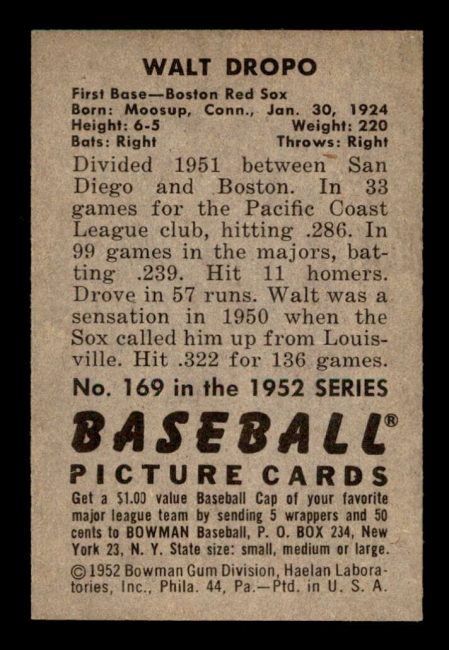 WALT DROPO
First Base—Boston Red Sox
Born: Moosup, Conn., Jan. 30, 1924
Height: 6-5 Weight: 220
Bats: Right Throws: Right
Divided 1951 between San
Diego and Boston. In 33
games for the Pacific Coast
League club, hitting .286. In
99 games in the majors, bat-
ting .239. Hit 11 homers.
Drove in 57 runs. Walt was a
sensation in 1950 when the
Sox called him up from Louis-
ville. Hit .322 for 136 games.
No. 169 in the 1952 SERIES
BASEBALL®
PICTURE CARDS
Get a $1.00 value Baseball Cap of your favorite
major league team by sending 5 wrappers and 50
cents to BOWMAN Baseball, P. O. BOX 234, New
York 23, N. Y. State size: small, medium or large.
©1952 Bowman Gum Division, Haelan Labora-
tories, Inc., Phila. 44, Pa.—Ptd. in U. S. A.